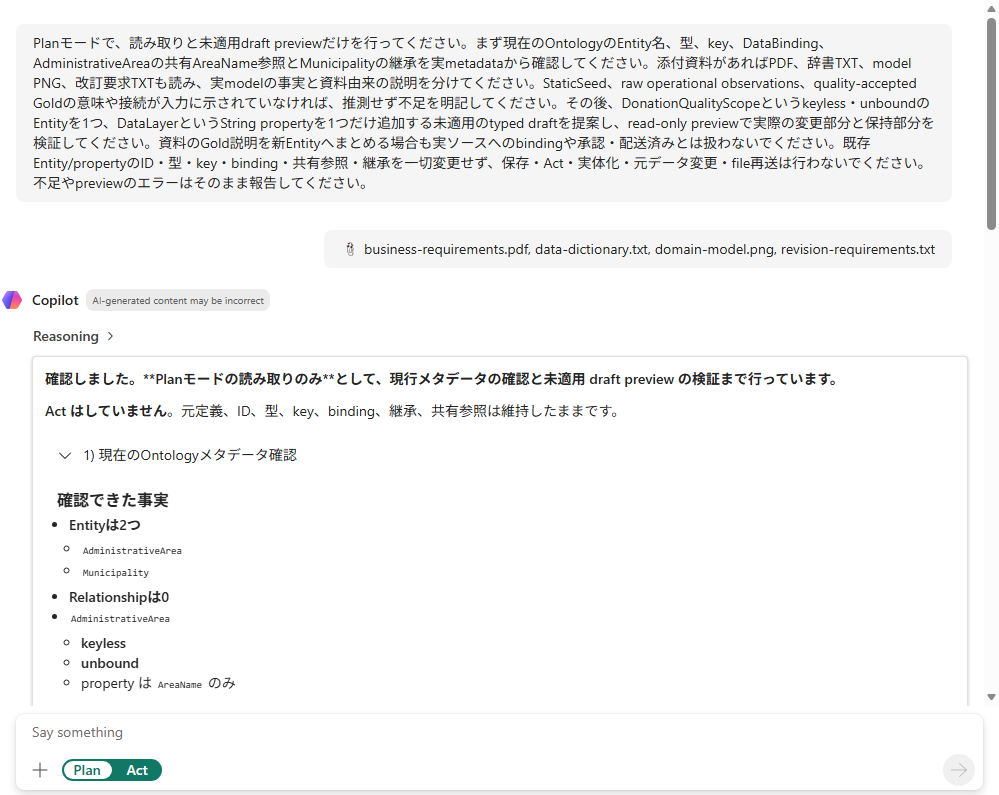 Planモードで、読み取りと未適用draft previewだけを行ってください。まず現在のOntologyのEntity名、型、key、DataBinding、
AdministrativeAreaの共有AreaName参照とMunicipalityの継承を実metadataから確認してください。添付資料があればPDF、辞書TXT、model
PNG、改訂要求TXTも読み、実modelの事実と資料由来の説明を分けてください。StaticSeed、raw operational observations、quality-accepted
Goldの意味や接続が入力に示されていなければ、推測せず不足を明記してください。その後、DonationQualityScopeというkeyless・unboundの
Entityを1つ、DataLayerというString propertyを1つだけ追加する未適用のtyped draftを提案し、read-only previewで実際の変更部分と保持部分を
検証してください。資料のGold説明を新Entityへまとめる場合も実ソースへのbindingや承認・配送済みとは扱わないでください。既存
Entity/propertyのID・型・key・binding・共有参照・継承を一切変更せず、保存・Act・実体化・元データ変更・file再送は行わないでください。
不足やpreviewのエラーはそのまま報告してください。
business-requirements.pdf, data-dictionary.txt, domain-model.png, revision-requirements.txt
Copilot AI-generated content may be incorrect
Reasoning
確認しました。**Planモードの読み取りのみ**として、現行メタデータの確認と未適用 draft preview の検証まで行っています。
Act はしていません。元定義、ID、型、key、binding、継承、共有参照は維持したままです。
1) 現在のOntologyメタデータ確認
確認できた事実
Entityは2つ
AdministrativeArea
Municipality
Relationshipは0
AdministrativeArea
keyless
unbound
property は AreaName のみ
Say something
Plan Act